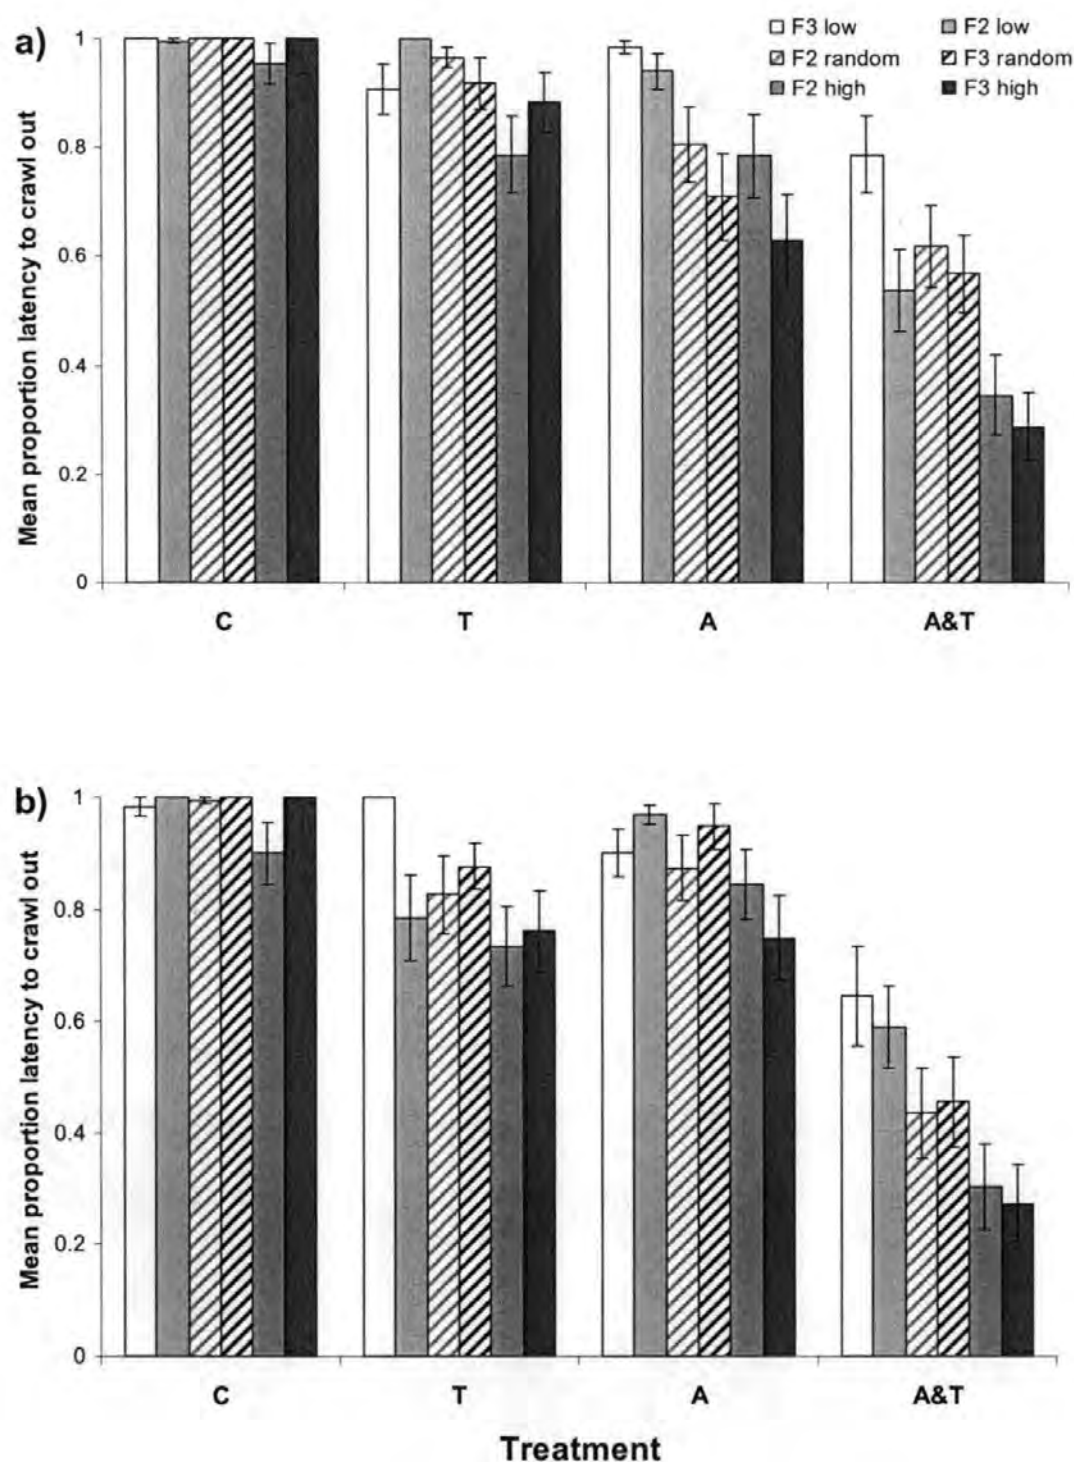 a)
F3 low F2 low
F2 random F3 random
F2 high F3 high
Mean proportion latency to crawl out
1
0.8
0.6
0.4
0.2
0
C T A A&T
b)
Mean proportion latency to crawl out
1
0.8
0.6
0.4
0.2
0
C T A A&T
Treatment